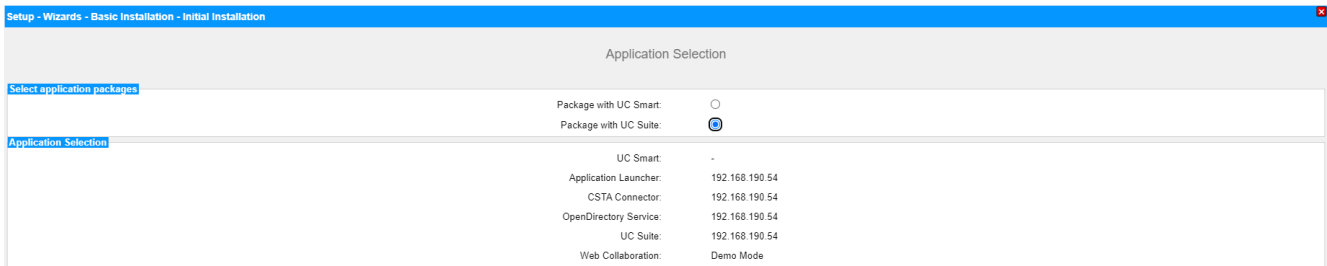 Setup - Wizards - Basic Installation - Initial Installation
Application Selection
Select application packages
Package with UC Smart:
Package with UC Suite:
Application Selection
UC Smart: -
Application Launcher: 192.168.190.54
CSTA Connector: 192.168.190.54
OpenDirectory Service: 192.168.190.54
UC Suite: 192.168.190.54
Web Collaboration: Demo Mode